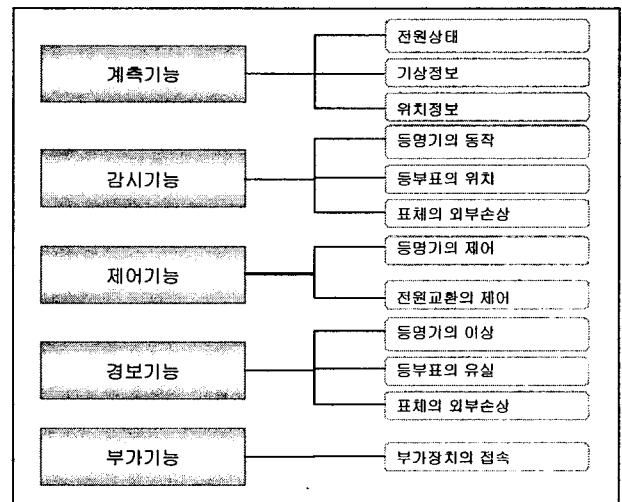 계측기능
전원상태
기상정보
위치정보
감시기능
등명기의 동작
등부표의 위치
표체의 외부손상
제어기능
등명기의 제어
전원교환의 제어
경보기능
등명기의 이상
등부표의 유실
표체의 외부손상
부가기능
부가장치의 접속